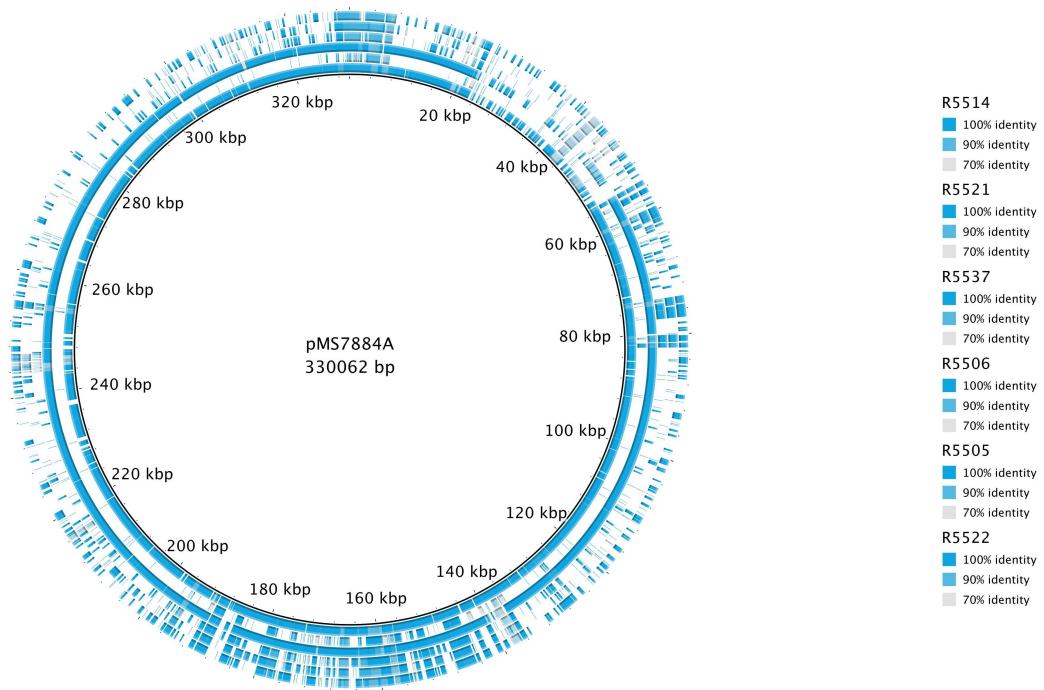 320 kbp
20 kbp
300 kbp
40 kbp
280 kbp
60 kbp
260 kbp
80 kbp
pMS7884A
330062 bp
240 kbp
100 kbp
220 kbp
120 kbp
200 kbp
140 kbp
180 kbp
160 kbp
R5514
100% identity
90% identity
70% identity
R5521
100% identity
90% identity
70% identity
R5537
100% identity
90% identity
70% identity
R5506
100% identity
90% identity
70% identity
R5505
100% identity
90% identity
70% identity
R5522
100% identity
90% identity
70% identity